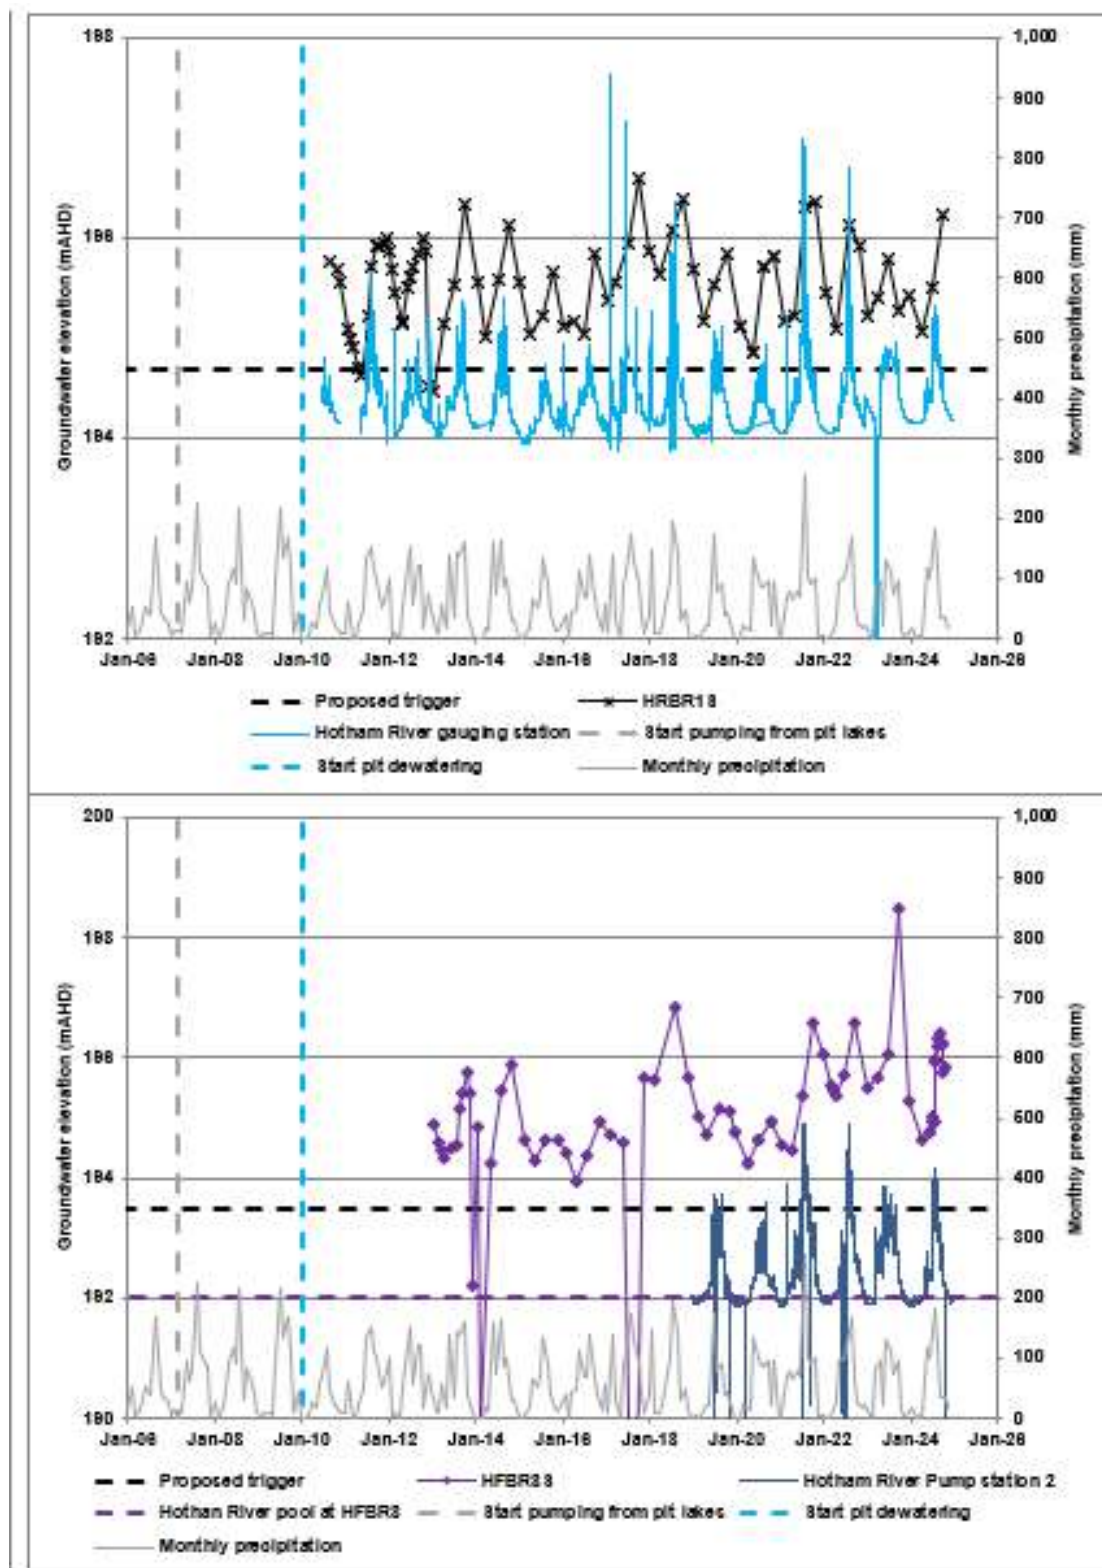 198
196
194
192
Groundwater elevation (mAHD)
1,000
900
800
700
600
500
400
300
200
100
0
Monthly precipitation (mm)
Jan-06 Jan-08 Jan-10 Jan-12 Jan-14 Jan-16 Jan-18 Jan-20 Jan-22 Jan-24 Jan-26
Proposed trigger
Hotham River gauging station Start pumping from pit lakes
Start pit dewatering Monthly precipitation
200
198
196
194
192
190
Groundwater elevation (mAHD)
1,000
900
800
700
600
500
400
300
200
100
0
Monthly precipitation (mm)
Jan-06 Jan-08 Jan-10 Jan-12 Jan-14 Jan-16 Jan-18 Jan-20 Jan-22 Jan-24 Jan-26
Proposed trigger Hotham River Pump station 2
Hothan River pool at Start pumping from pit lakes Start pit dewatering
Monthly precipitation